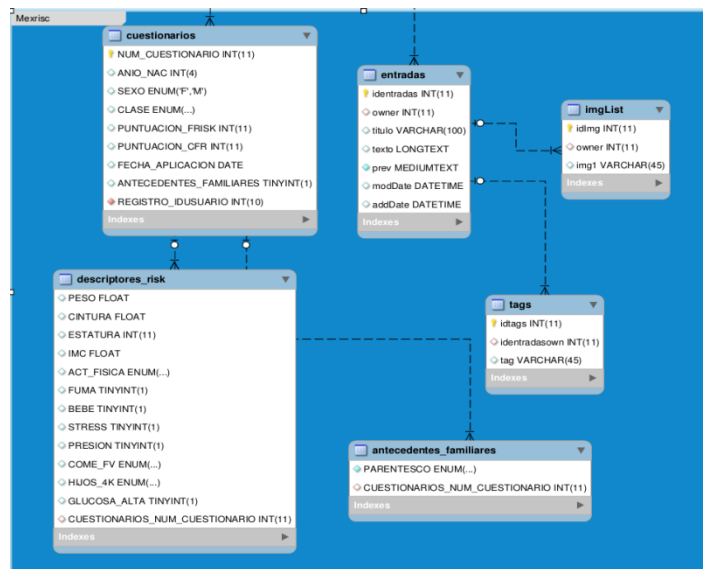 Mexrisc
cuestionarios
NUM_CUESTIONARIO INT(11)
ANIO_NAC INT(4)
SEXO ENUM('F','M')
CLASE ENUM(...)
PUNTUACION_FRISK INT(11)
PUNTUACION_CFR INT(11)
FECHA_APLICACION DATE
ANTECEDENTES_FAMILIARES TINYINT(1)
REGISTRO_IDUSUARIO INT(10)
Indexes
entradas
identradas INT(11)
owner INT(11)
titulo VARCHAR(100)
texto LONGTEXT
prev MEDIUMTEXT
modDate DATETIME
addDate DATETIME
Indexes
imgList
idImg INT(11)
owner INT(11)
img1 VARCHAR(45)
Indexes
descriptores_risk
PESO FLOAT
CINTURA FLOAT
ESTATURA INT(11)
IMC FLOAT
ACT_FISICA ENUM(...)
FUMA TINYINT(1)
BEBE TINYINT(1)
STRESS TINYINT(1)
PRESION TINYINT(1)
COME_FV ENUM(...)
HIJOS_4K ENUM(...)
GLUCOSA_ALTA TINYINT(1)
CUESTIONARIOS_NUM_CUESTIONARIO INT(11)
Indexes
tags
idtags INT(11)
identradasown INT(11)
tag VARCHAR(45)
Indexes
antecedentes_familiares
PARENTESCO ENUM(...)
CUESTIONARIOS_NUM_CUESTIONARIO INT(11)
Indexes